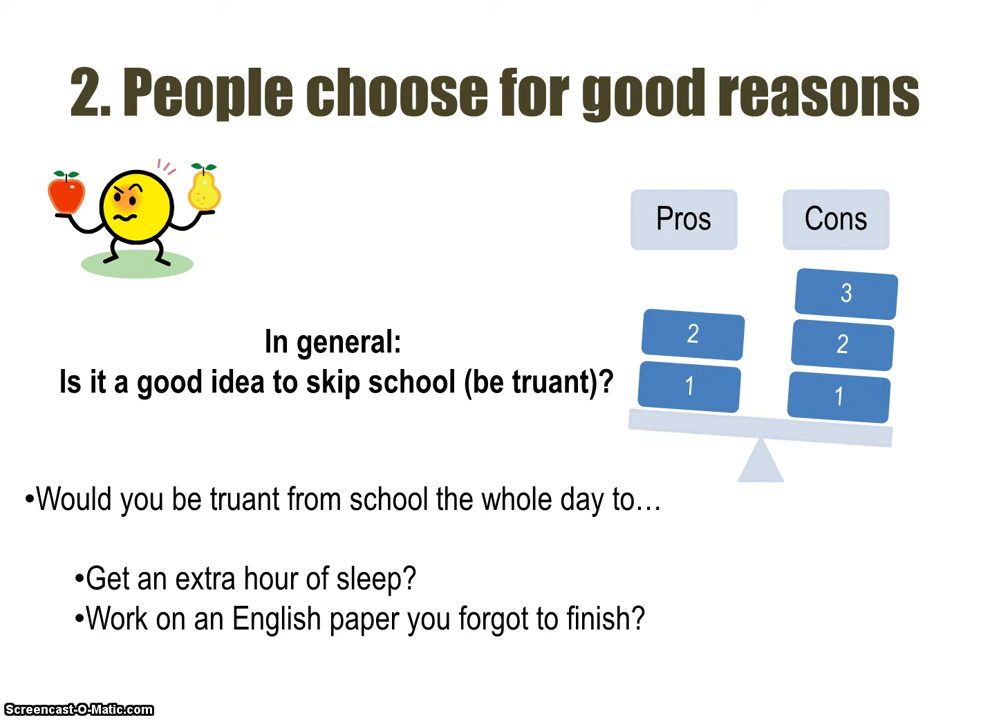 2. People choose for good reasons
Pros
Cons
3
2
2
1
1
In general:
Is it a good idea to skip school (be truant)?
•Would you be truant from school the whole day to…
•Get an extra hour of sleep?
•Work on an English paper you forgot to finish?
Screencast-O-Matic.com